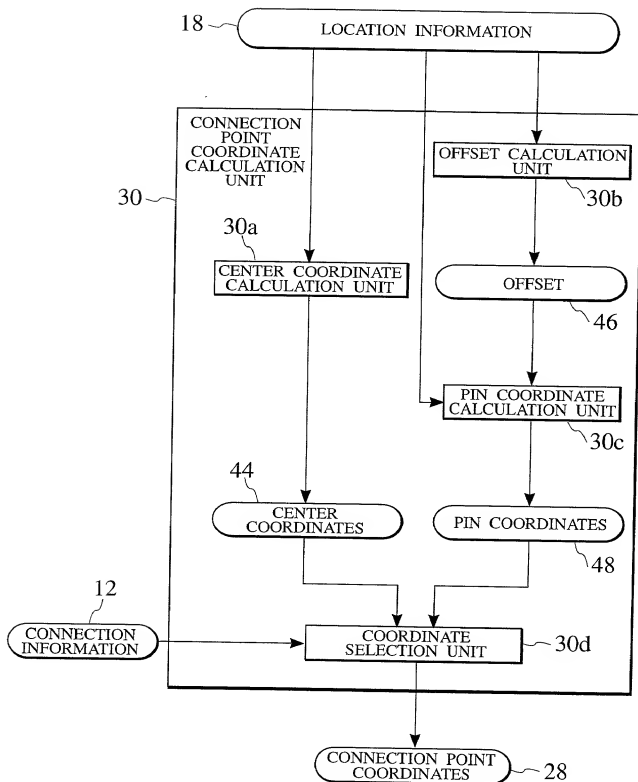 18
LOCATION INFORMATION
CONNECTION
POINT
COORDINATE
CALCULATION
UNIT
30
OFFSET CALCULATION
UNIT
30b
30a
CENTER COORDINATE
CALCULATION UNIT
OFFSET
46
PIN COORDINATE
CALCULATION UNIT
30c
44
CENTER
COORDINATES
PIN COORDINATES
48
12
CONNECTION
INFORMATION
COORDINATE
SELECTION UNIT
30d
CONNECTION POINT
COORDINATES
28